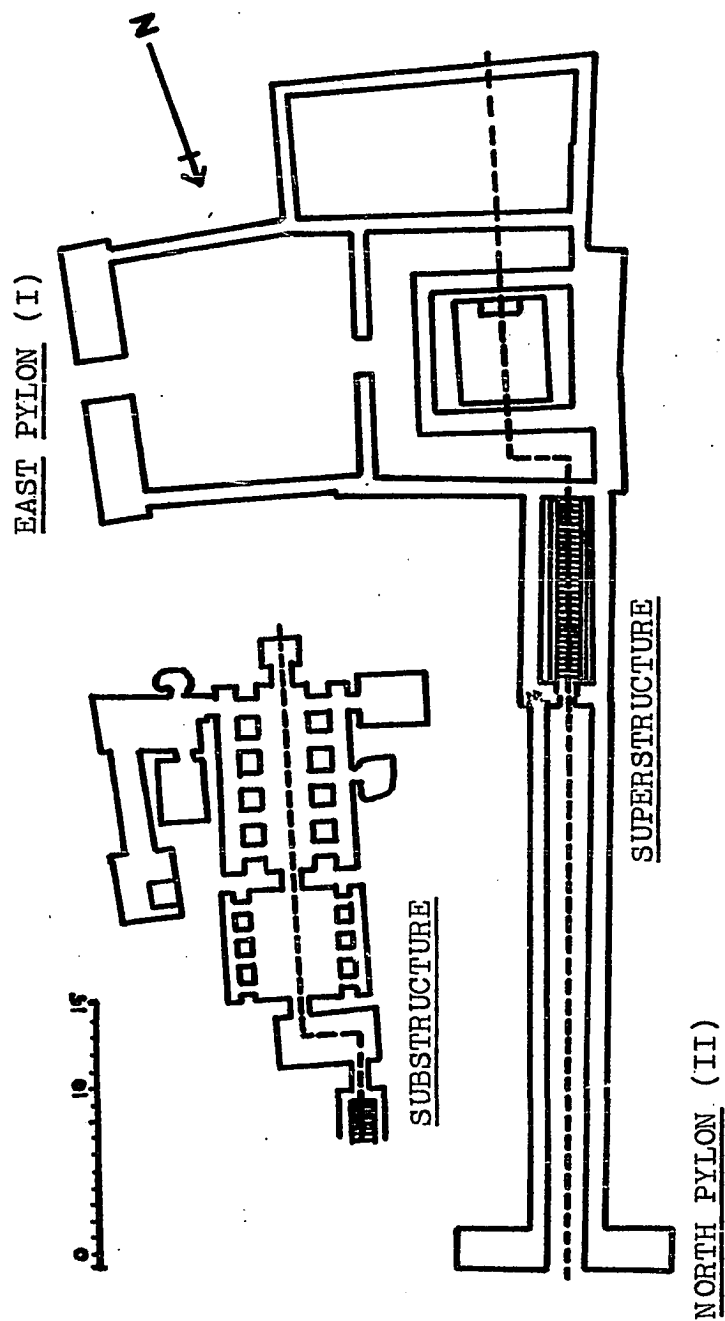 N
EAST PYLON (I)
SUPERSTRUCTURE
SUBSTRUCTURE
0 10 15
NORTH PYLON (II)